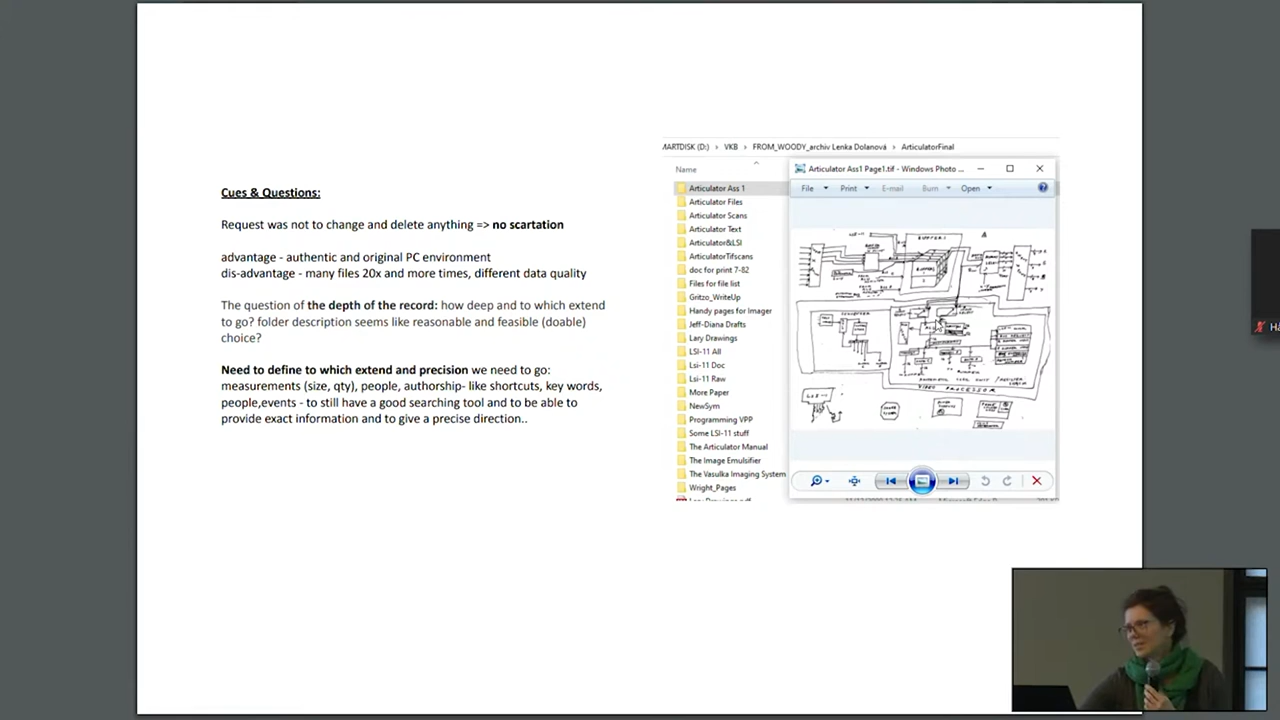 Cues & Questions:
Request was not to change and delete anything => no scartation
advantage - authentic and original PC environment
dis-advantage - many files 20x and more times, different data quality
The question of the depth of the record: how deep and to which extend
to go? folder description seems like reasonable and feasible (doable)
choice?
Need to define to which extend and precision we need to go:
measurements (size, qty), people, authorship- like shortcuts, key words,
people,events - to still have a good searching tool and to be able to
provide exact information and to give a precise direction..
ARTDISK (D:) › VKB › FROM_WOODY_archiv Lenka Dolanová › ArticulatorFinal
Name
Articulator Ass 1
Articulator Files
Articulator Scans
Articulator Text
Articulator&LSI
ArticulatorTifscans
doc for print 7-82
Files for file list
Gritzo_WriteUp
Handy pages for Imager
Jeff-Diana Drafts
Lary Drawings
LSI-11 All
Lsi-11 Doc
Lsi-11 Raw
More Paper
NewSym
Programming VPP
Some LSI-11 stuff
The Articulator Manual
The Image Emulsifier
The Vasulka Imaging System
Wright_Pages
Articulator Ass1 Page1.tif - Windows Photo ...
File Print E-mail Burn Open
LSI-11
VIDEO PROCESSOR
Há